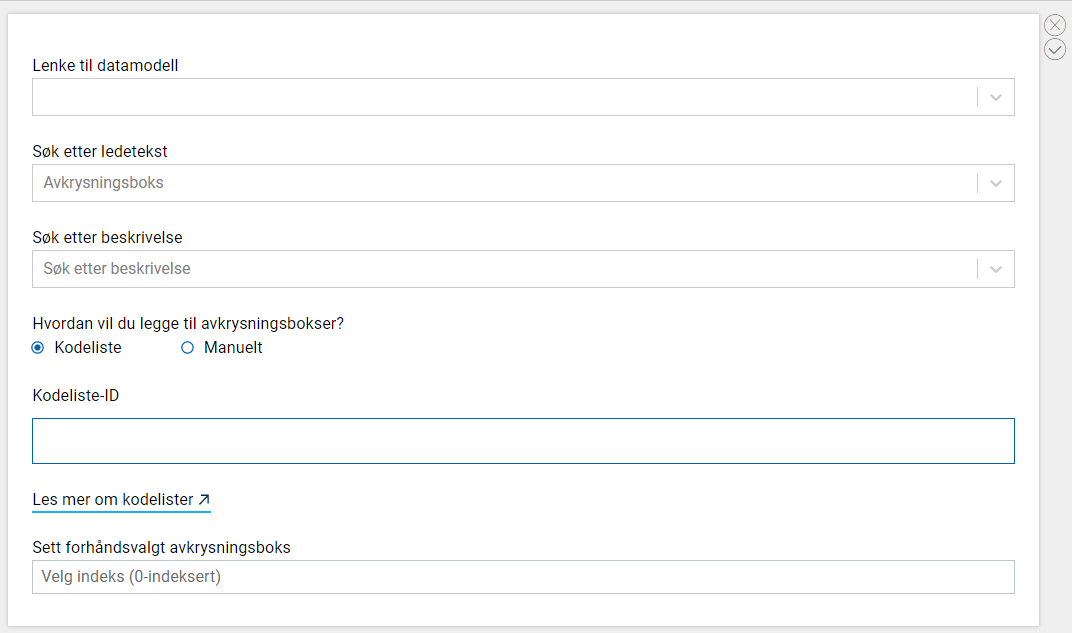 Lenke til datamodell
Søk etter ledetekst
Avkrysningsboks
Søk etter beskrivelse
Søk etter beskrivelse
Hvordan vil du legge til avkrysningsbokser?
Kodeliste Manuelt
Kodeliste-ID
Les mer om kodelister
Sett forhåndsvalgt avkrysningsboks
Velg indeks (0-indeksert)